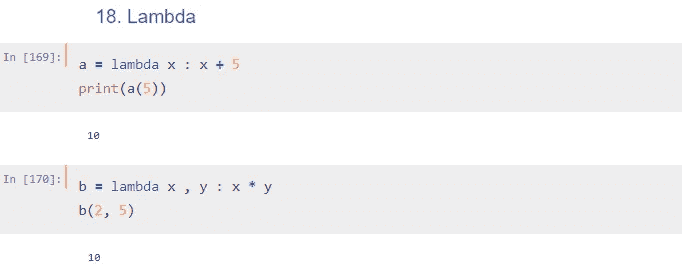 18. Lambda
In [169]:
a = lambda x : x + 5
print(a(5))
10
In [170]:
b = lambda x , y : x * y
b(2, 5)
10